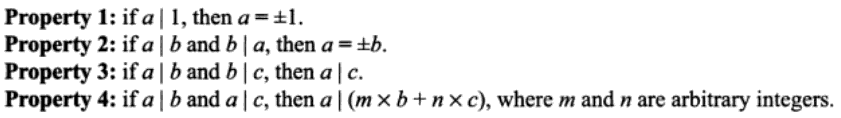 Property 1: if a | 1, then a = ±1.
Property 2: if a | b and b | a, then a = ±b.
Property 3: if a | b and b | c, then a | c.
Property 4: if a | b and a | c, then a | (m × b + n × c), where m and n are arbitrary integers.